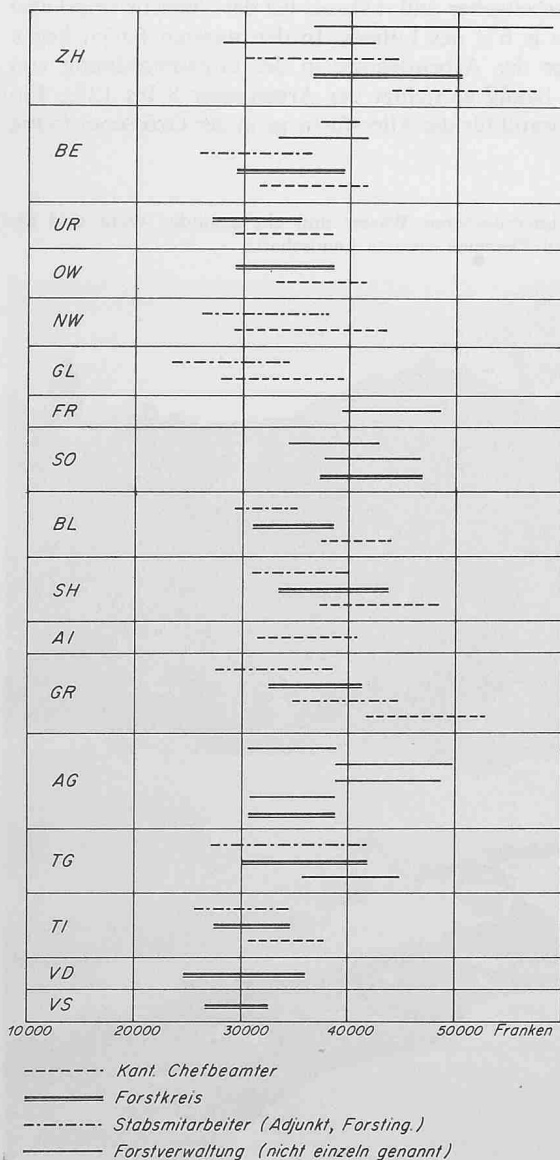 ZH
BE
UR
OW
NW
GL
FR
SO
BL
SH
AI
GR
AG
TG
TI
VD
VS
10000 20000 30000 40000 50000 Franken
Kant. Chefbeamter
Forstkreis
Stabsmitarbeiter (Adjunkt, Forsting.)
Forstverwaltung (nicht einzeln genannt)